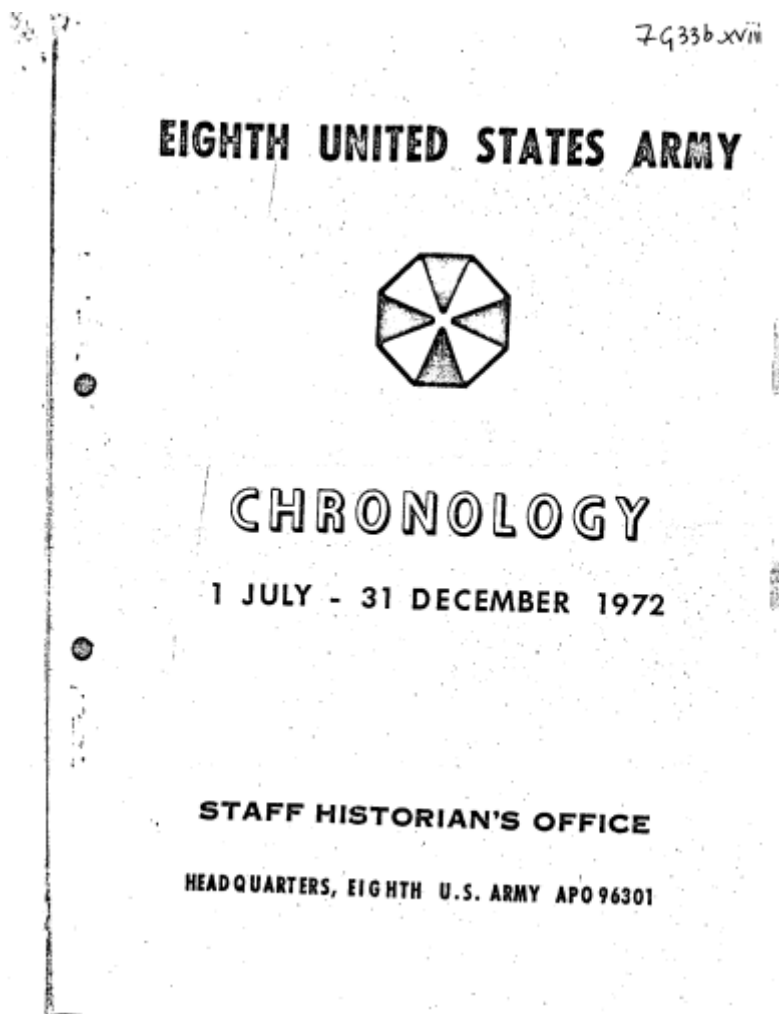 7G33b.xviii
EIGHTH UNITED STATES ARMY
CHRONOLOGY
1 JULY - 31 DECEMBER 1972
STAFF HISTORIAN'S OFFICE
HEADQUARTERS, EIGHTH U.S. ARMY APO 96301